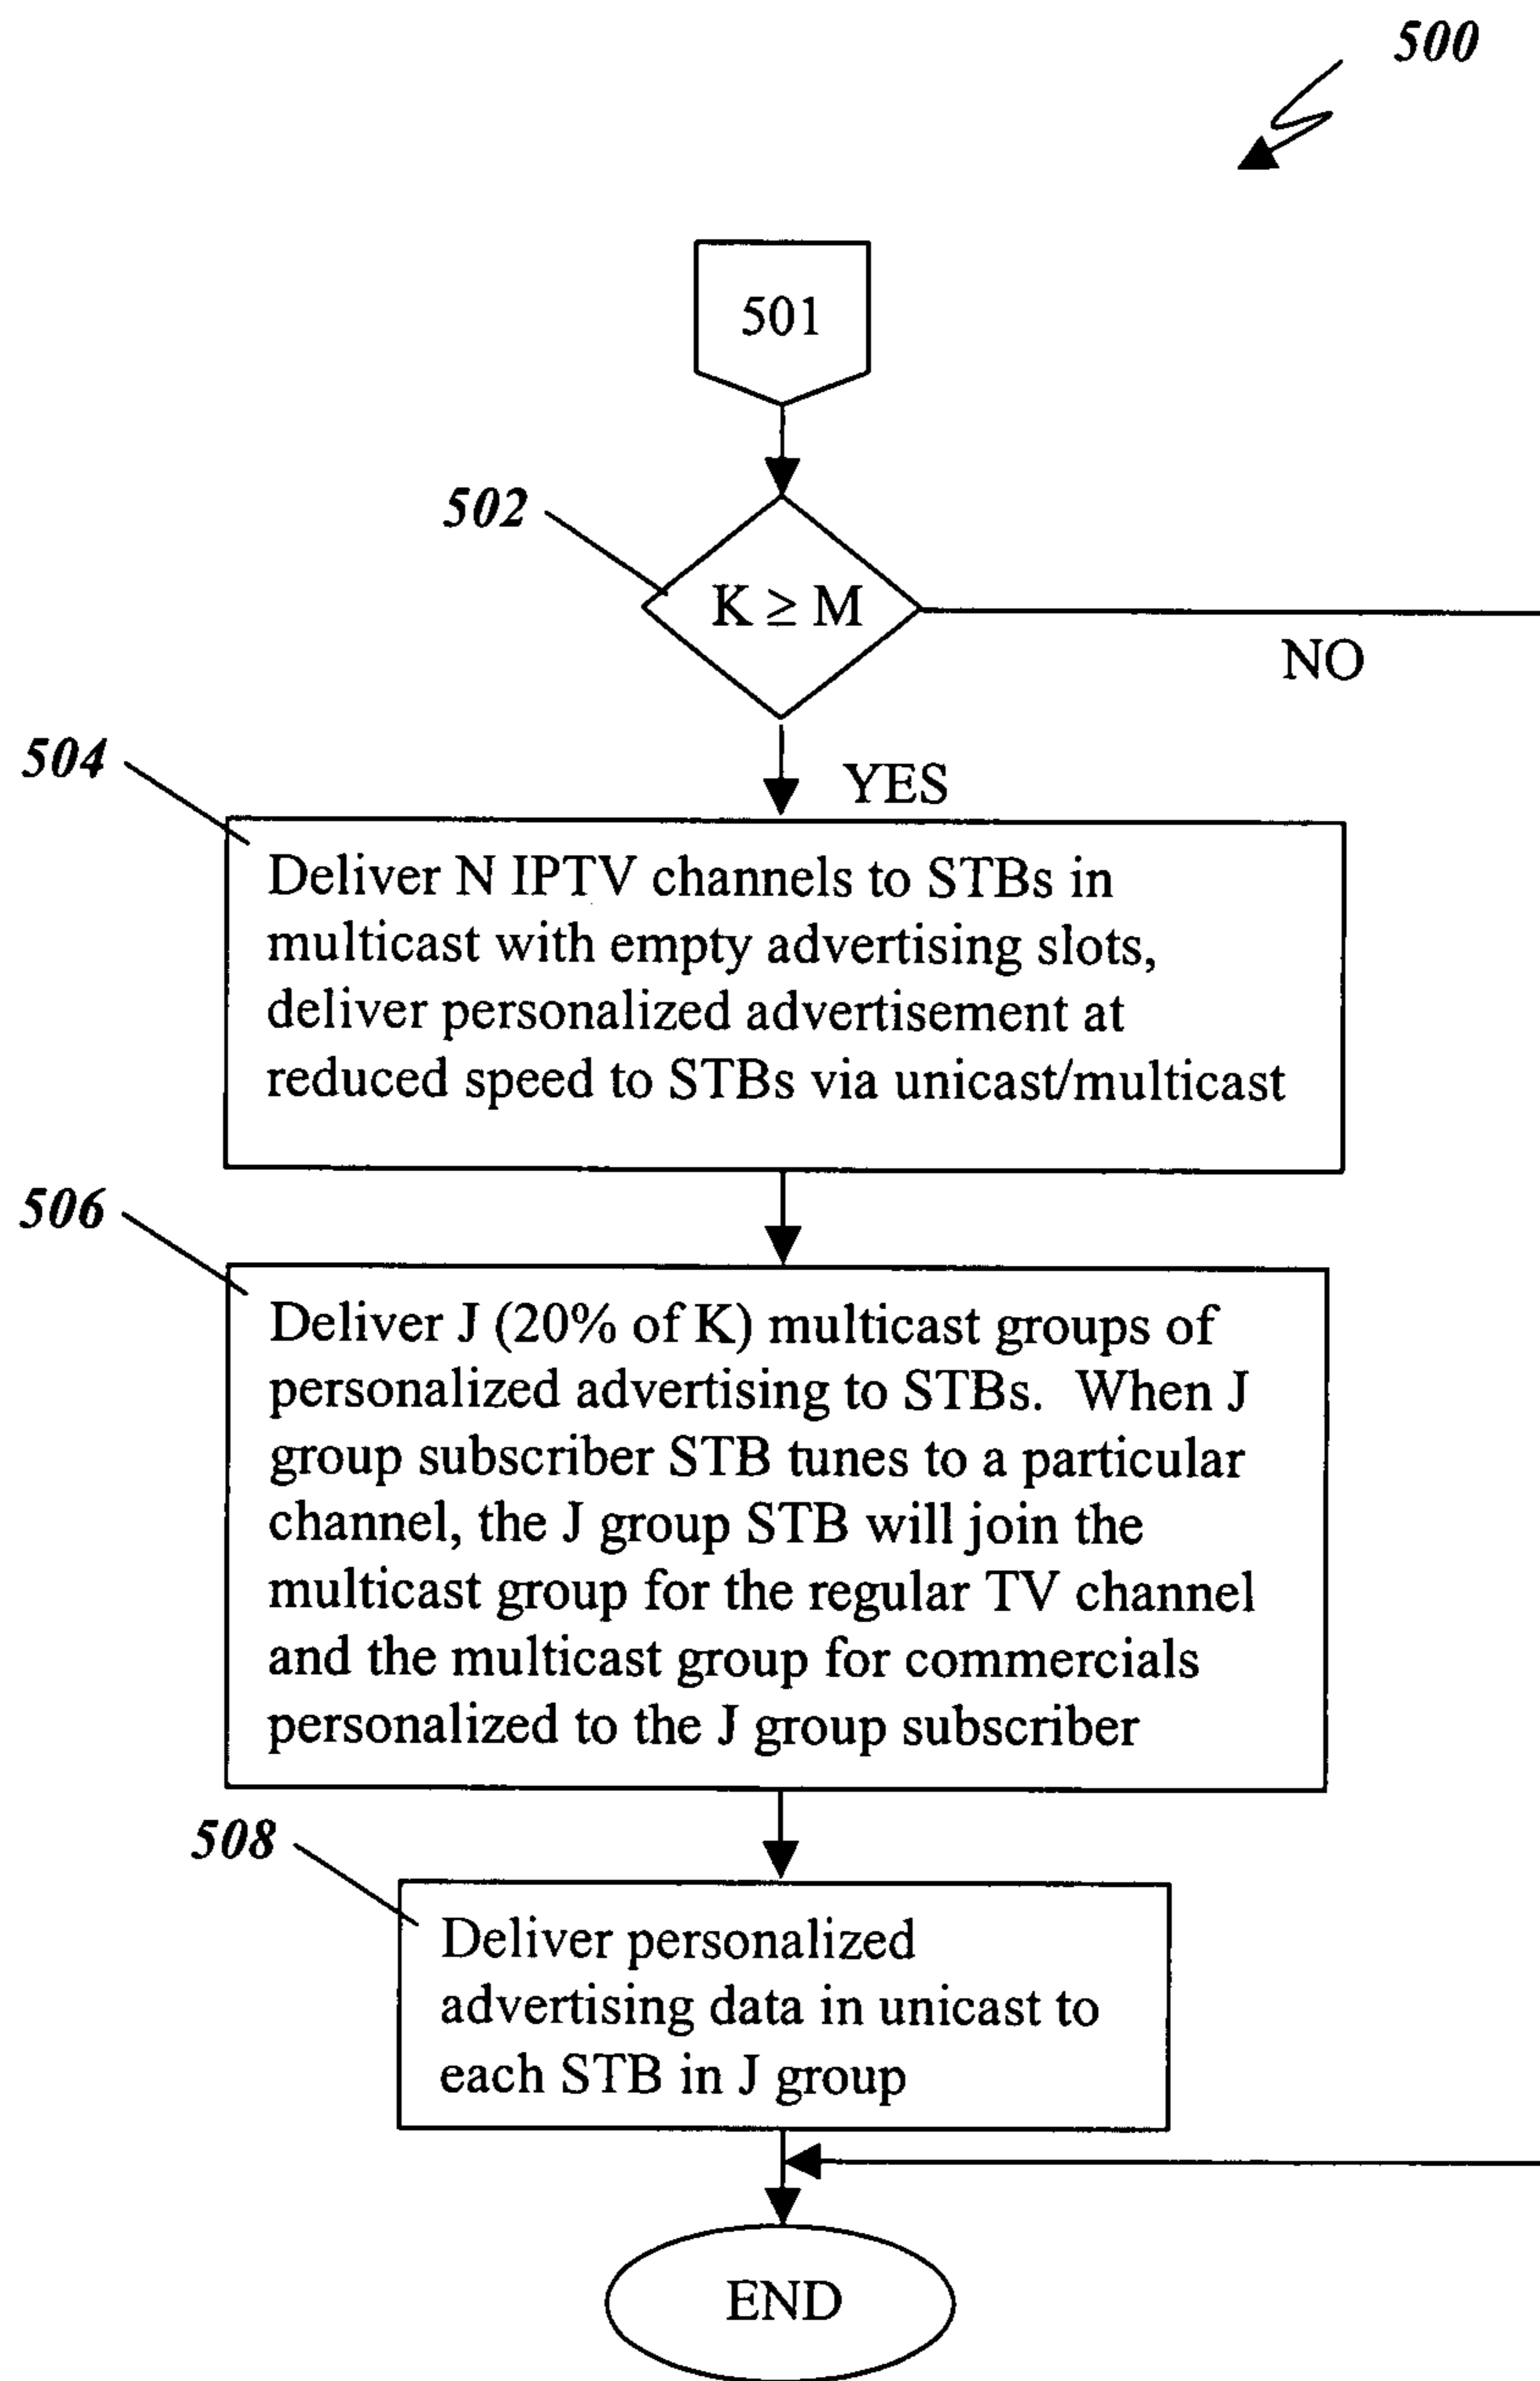 500
501
502
K ≥ M
NO
504
YES
Deliver N IPTV channels to STBs in
multicast with empty advertising slots,
deliver personalized advertisement at
reduced speed to STBs via unicast/multicast
506
Deliver J (20% of K) multicast groups of
personalized advertising to STBs. When J
group subscriber STB tunes to a particular
channel, the J group STB will join the
multicast group for the regular TV channel
and the multicast group for commercials
personalized to the J group subscriber
508
Deliver personalized
advertising data in unicast to
each STB in J group
END